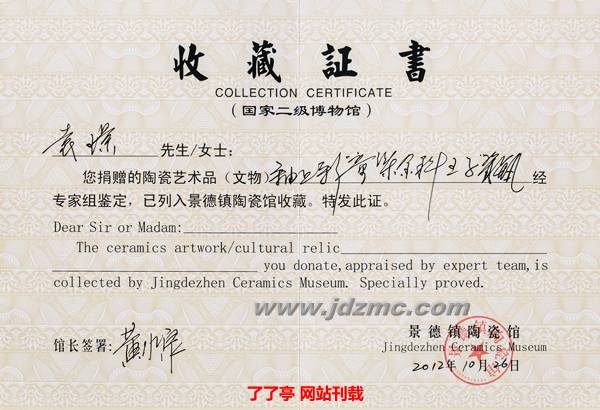 收藏証書
COLLECTION CERTIFICATE
（国家二级博物馆）
先生/女士：
您捐赠的陶瓷艺术品（文物） 经
专家组鉴定，已列入景德镇陶瓷馆收藏。特发此证。
Dear Sir or Madam:
The ceramics artwork/cultural relic
you donate,appraised by expert team,is
collected by Jingdezhen Ceramics Museum. Specially proved.
www.jdzmc.com
景德镇陶瓷馆
馆长签署：
Jingdezhen Ceramics Museum
2012年10月26日
了了亭 网站刊载